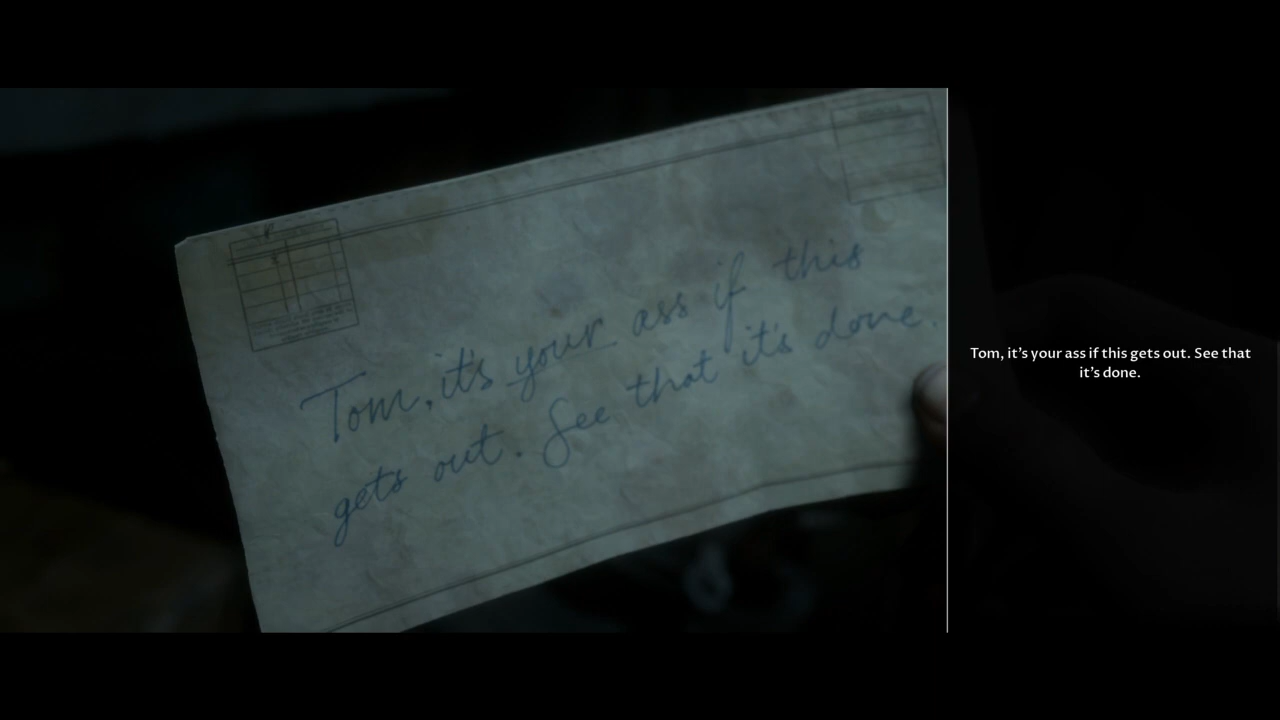 Tom, it's your ass if this
gets out. See that it's done.
Tom, it's your ass if this gets out. See that
it's done.